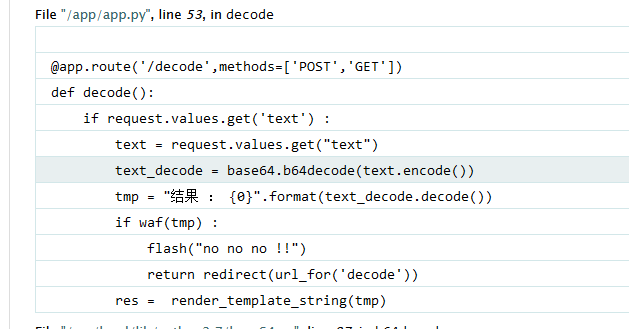 File "/app/app.py", line 53, in decode
@app.route('/decode',methods=['POST','GET'])
def decode():
if request.values.get('text') :
text = request.values.get("text")
text_decode = base64.b64decode(text.encode())
tmp = "结果 : {0}".format(text_decode.decode())
if waf(tmp) :
flash("no no no !!")
return redirect(url_for('decode'))
res =  render_template_string(tmp)